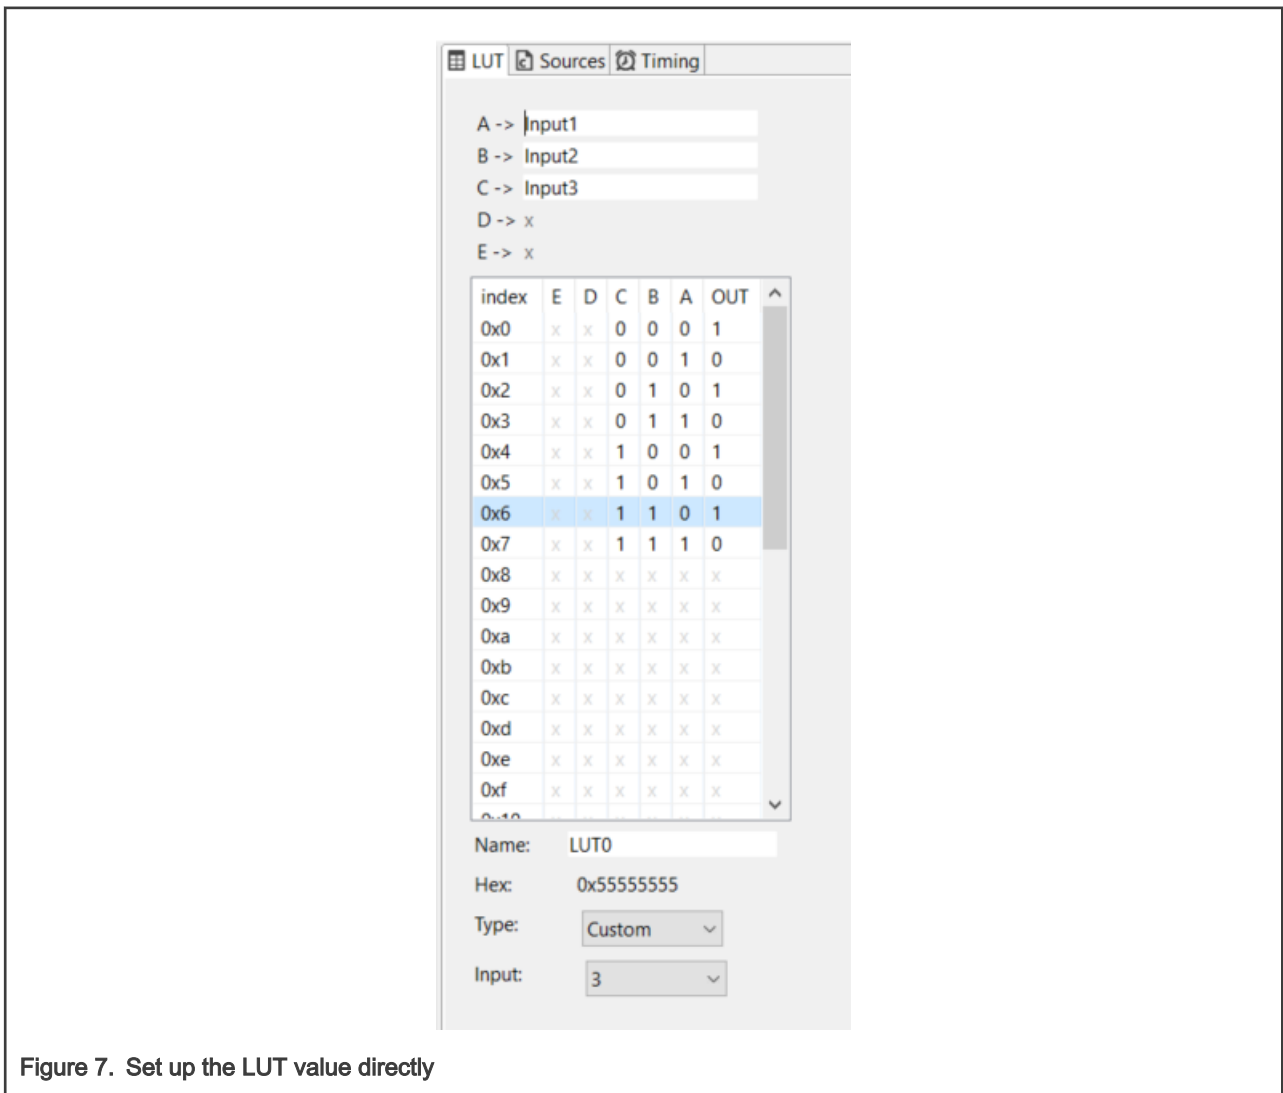 LUT Sources Timing
A -> Input1
B -> Input2
C -> Input3
D -> x
E -> x
index E D C B A OUT
0x0 x x 0 0 0 1
0x1 x x 0 0 1 0
0x2 x x 0 1 0 1
0x3 x x 0 1 1 0
0x4 x x 1 0 0 1
0x5 x x 1 0 1 0
0x6 x x 1 1 0 1
0x7 x x 1 1 1 0
0x8 x x x x x x
0x9 x x x x x x
0xa x x x x x x
0xb x x x x x x
0xc x x x x x x
0xd x x x x x x
0xe x x x x x x
0xf x x x x x x
Name: LUT0
Hex: 0x55555555
Type: Custom
Input: 3
Figure 7. Set up the LUT value directly